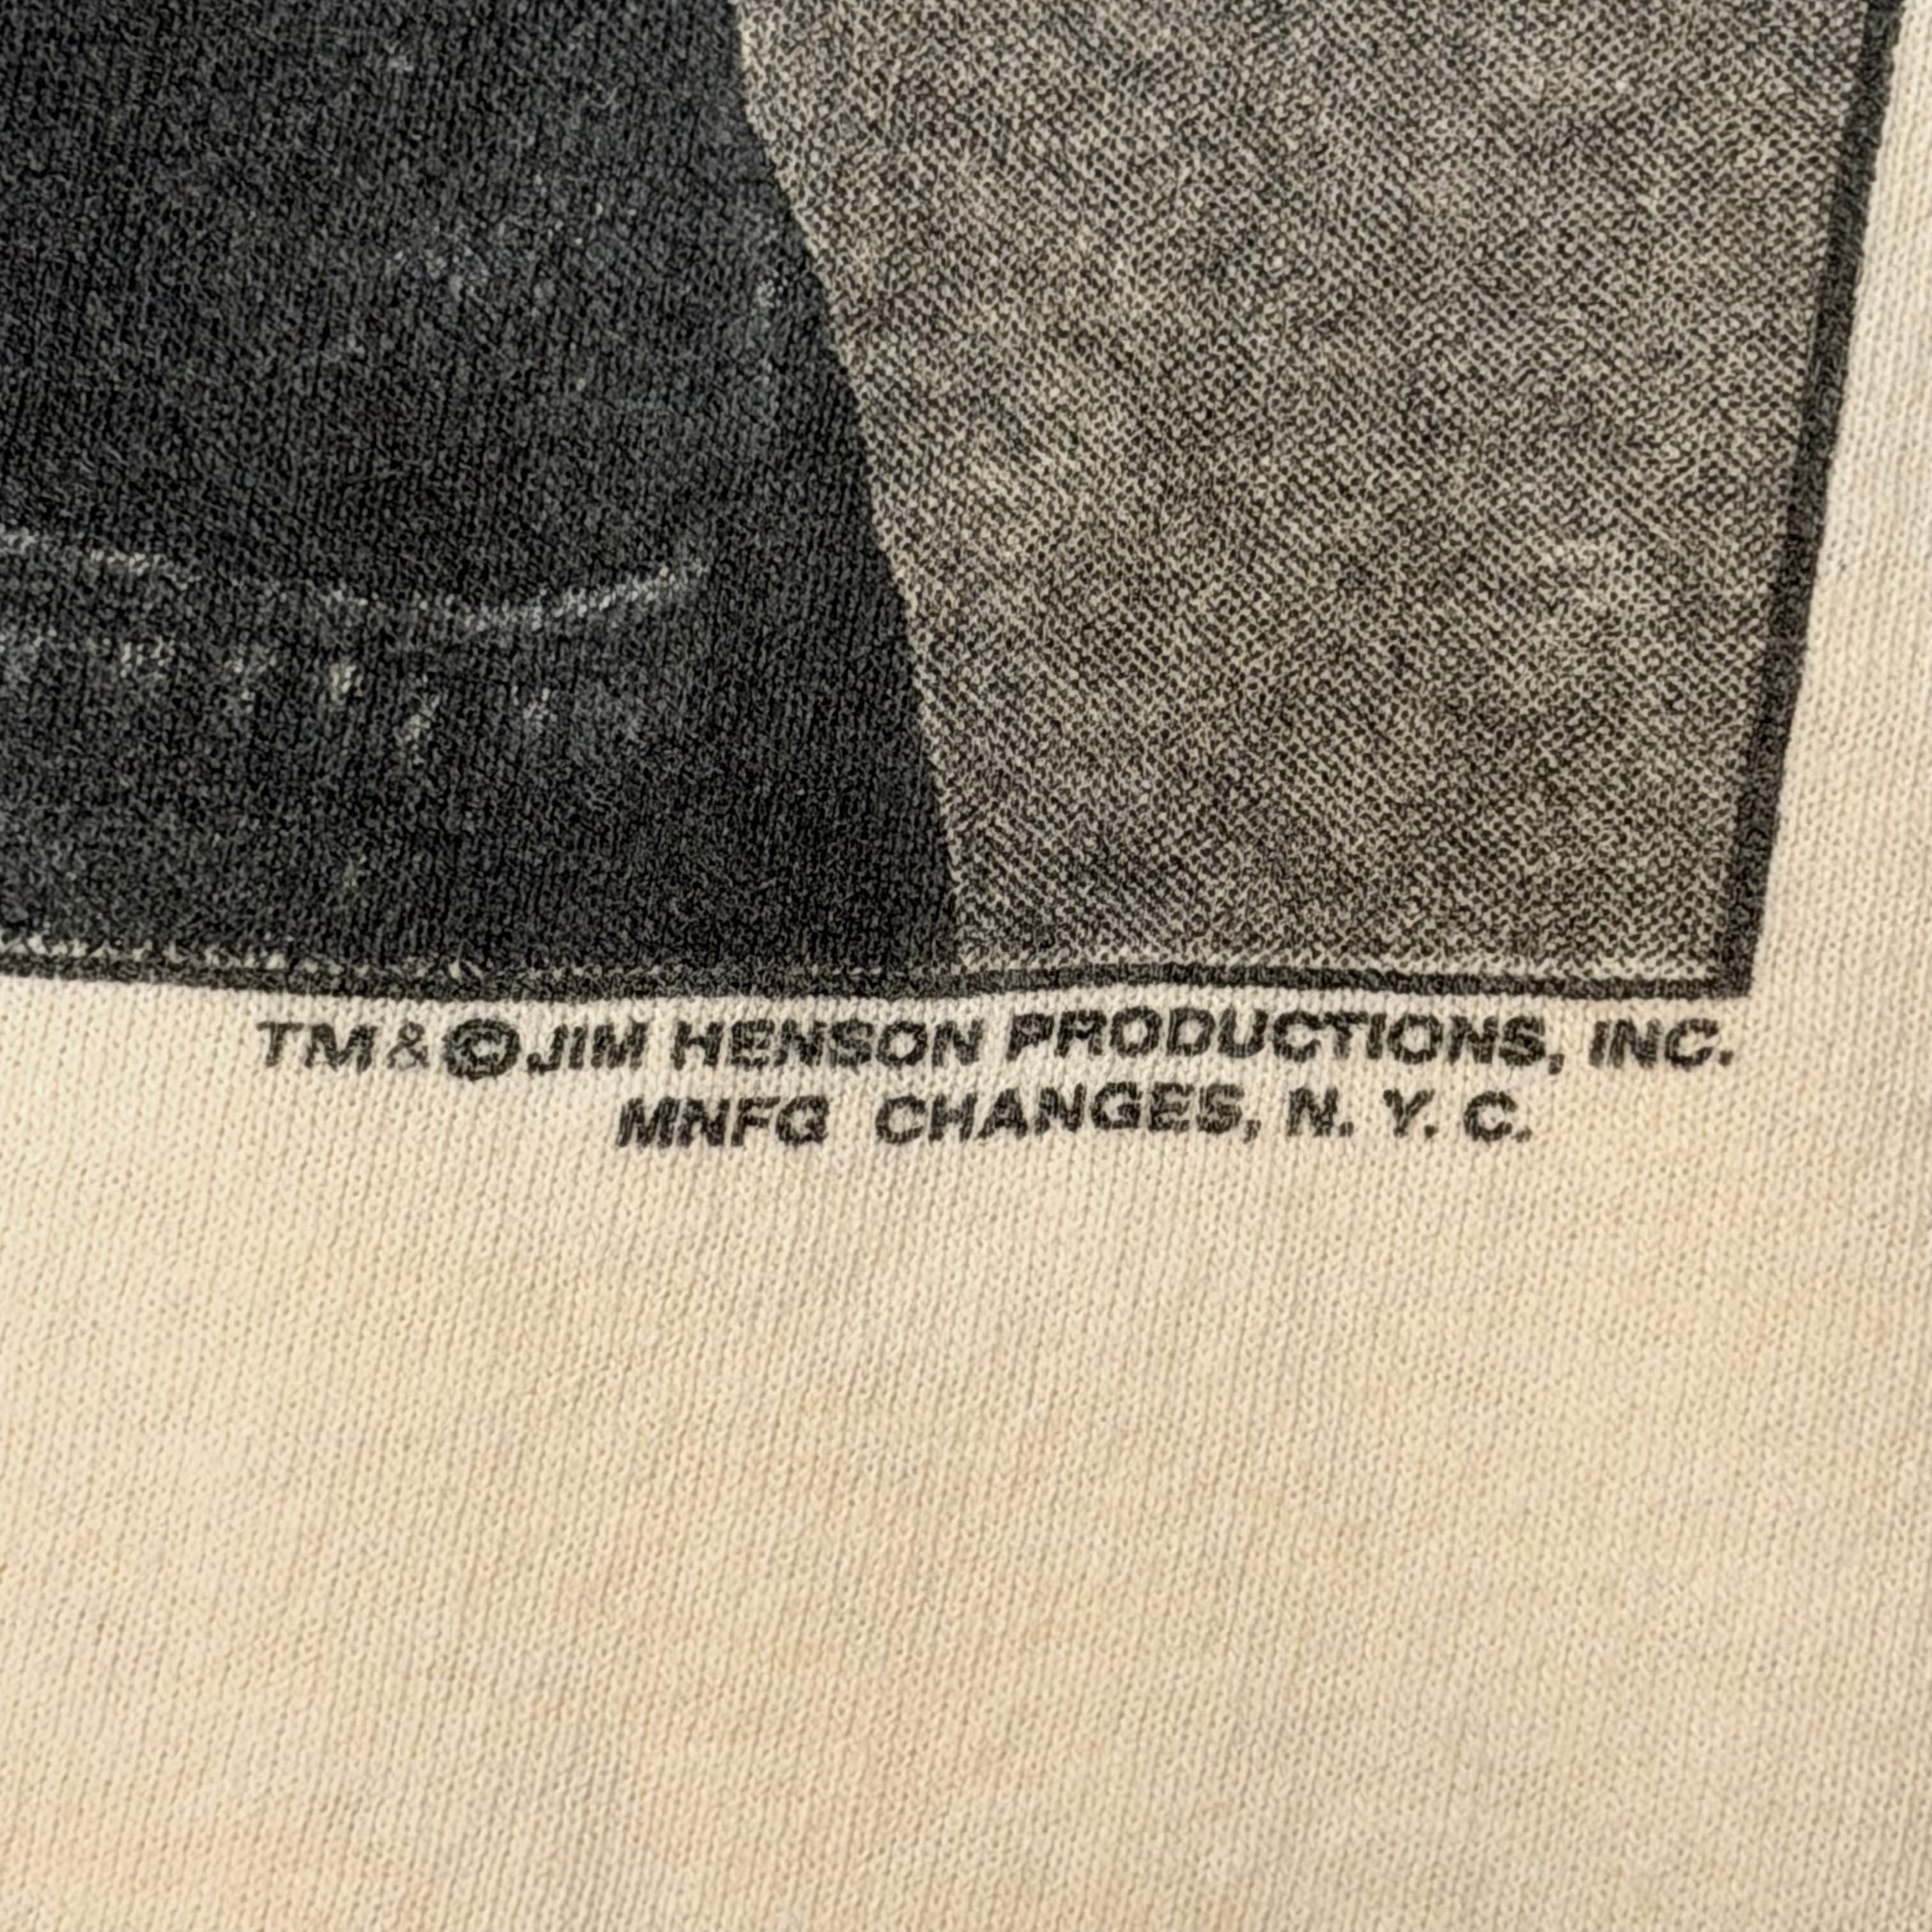 TM & © JIM HENSON PRODUCTIONS, INC.
MNFG CHANGES, N. Y. C.